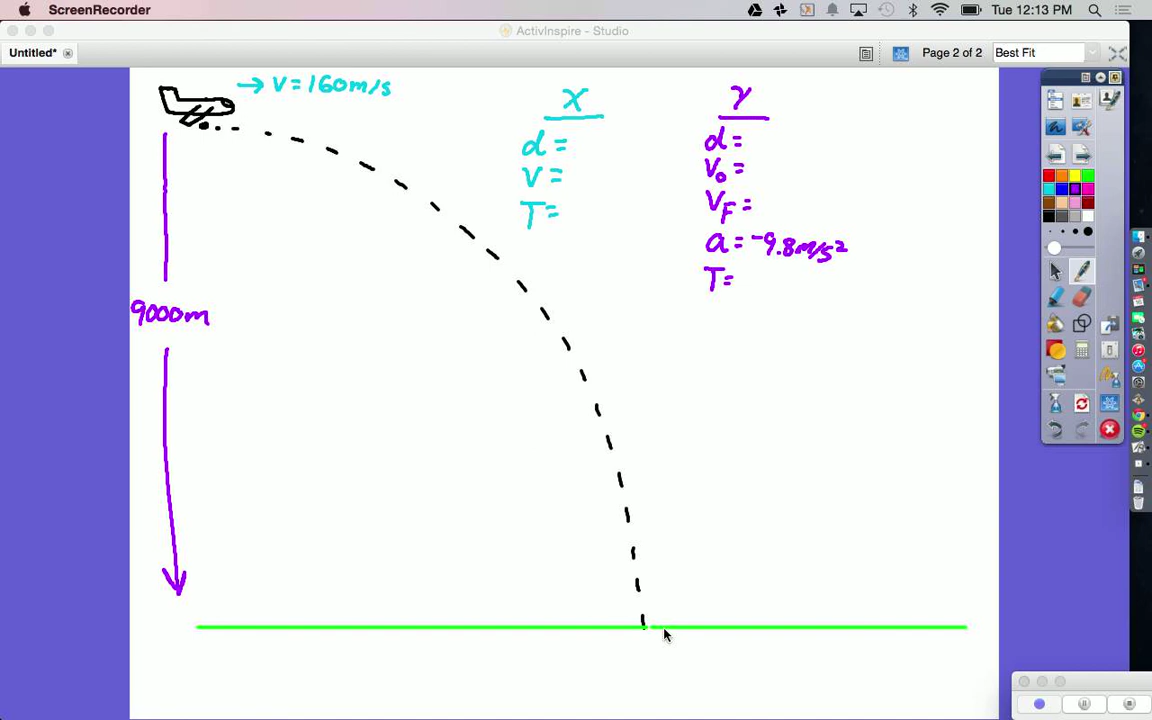 ScreenRecorder
Tue 12:13 PM
ActivInspire - Studio
Untitled*
Page 2 of 2
Best Fit
→ V = 160m/s
X
d =
V =
T =
Y
d =
V₀ =
V_F =
a = -9.8m/s²
T =
9000m